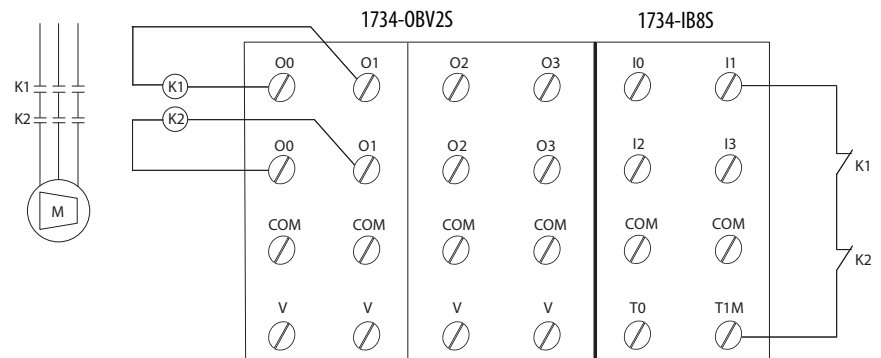 1734-OBV2S 1734-IB8S
O0 O1 O2 O3 I0 I1
K1 K1
K2 K2
O0 O1 O2 O3 I2 I3
K1
M
COM COM COM COM COM COM
K2
V V V V T0 T1M